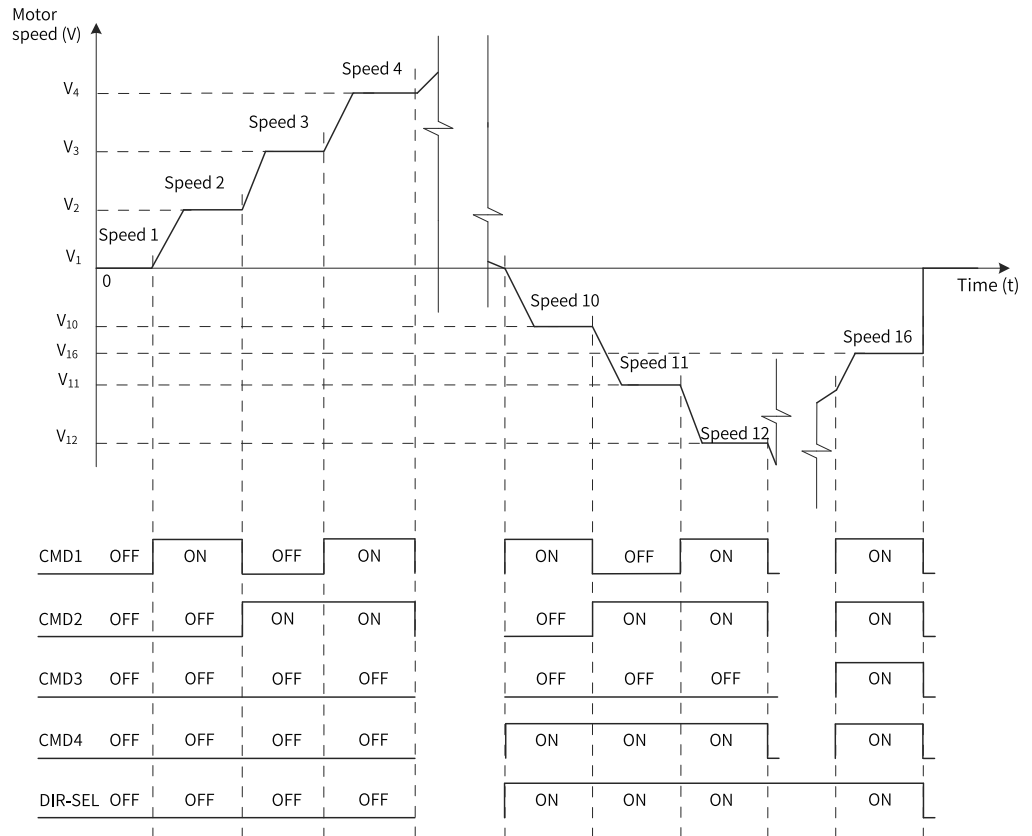 Motor
speed (V)
V4
V3
V2
V1
0
V10
V16
V11
V12
Speed 1
Speed 2
Speed 3
Speed 4
Speed 10
Speed 11
Speed 12
Speed 16
Time (t)
CMD1 OFF ON OFF ON ON OFF ON ON
CMD2 OFF OFF ON ON OFF ON ON ON
CMD3 OFF OFF OFF OFF OFF OFF OFF ON
CMD4 OFF OFF OFF OFF ON ON ON ON
DIR-SEL OFF OFF OFF OFF ON ON ON ON